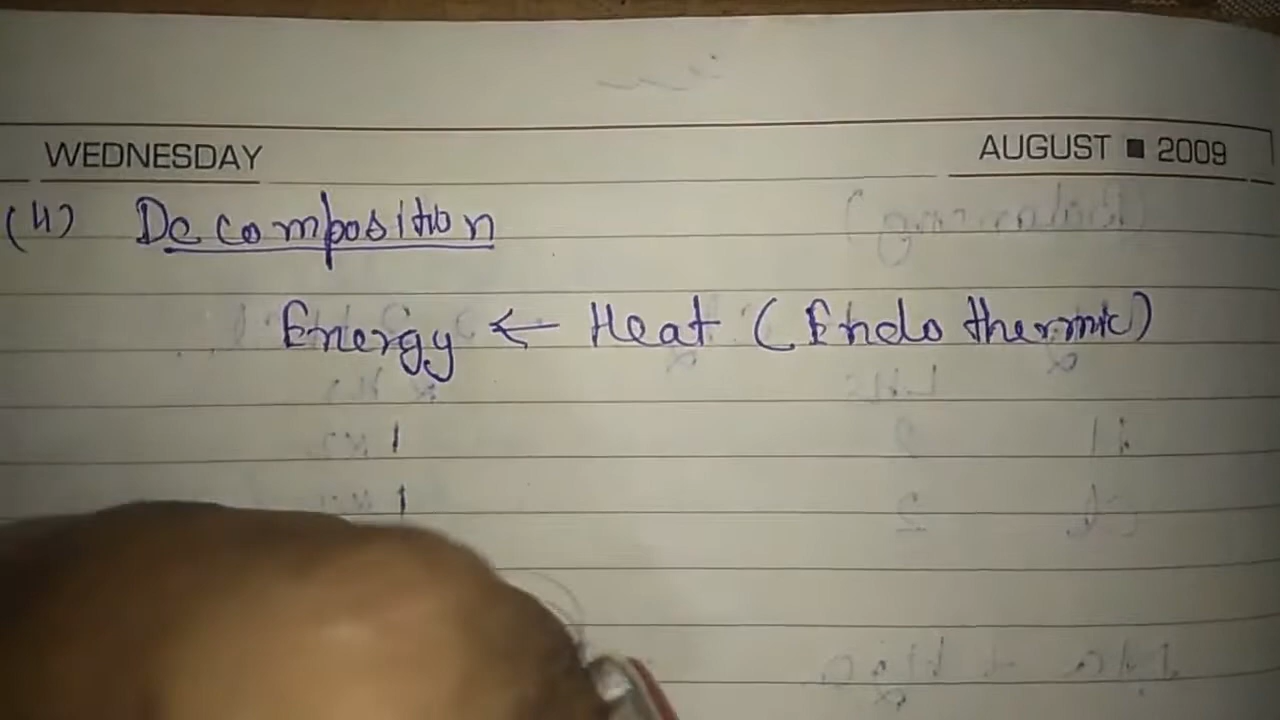 WEDNESDAY AUGUST ■ 2009
(4) Decomposition
Energy ← Heat (Endothermic)